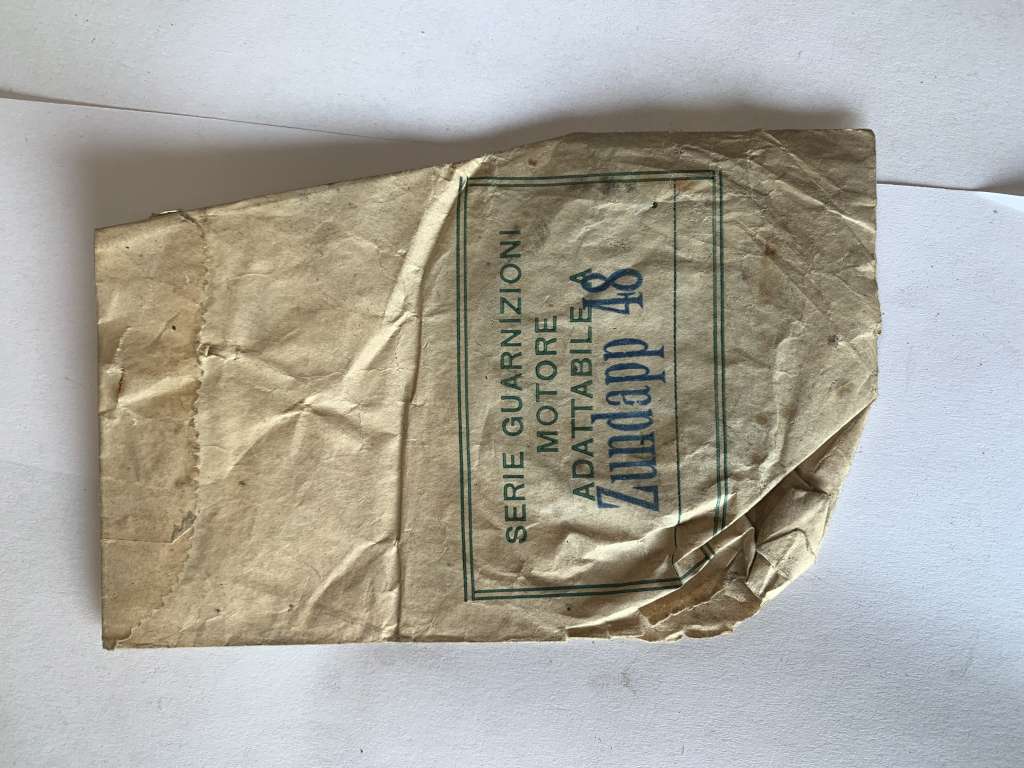 SERIE GUARNIZIONI
MOTORE
ADATTABILE A
Zundapp 48